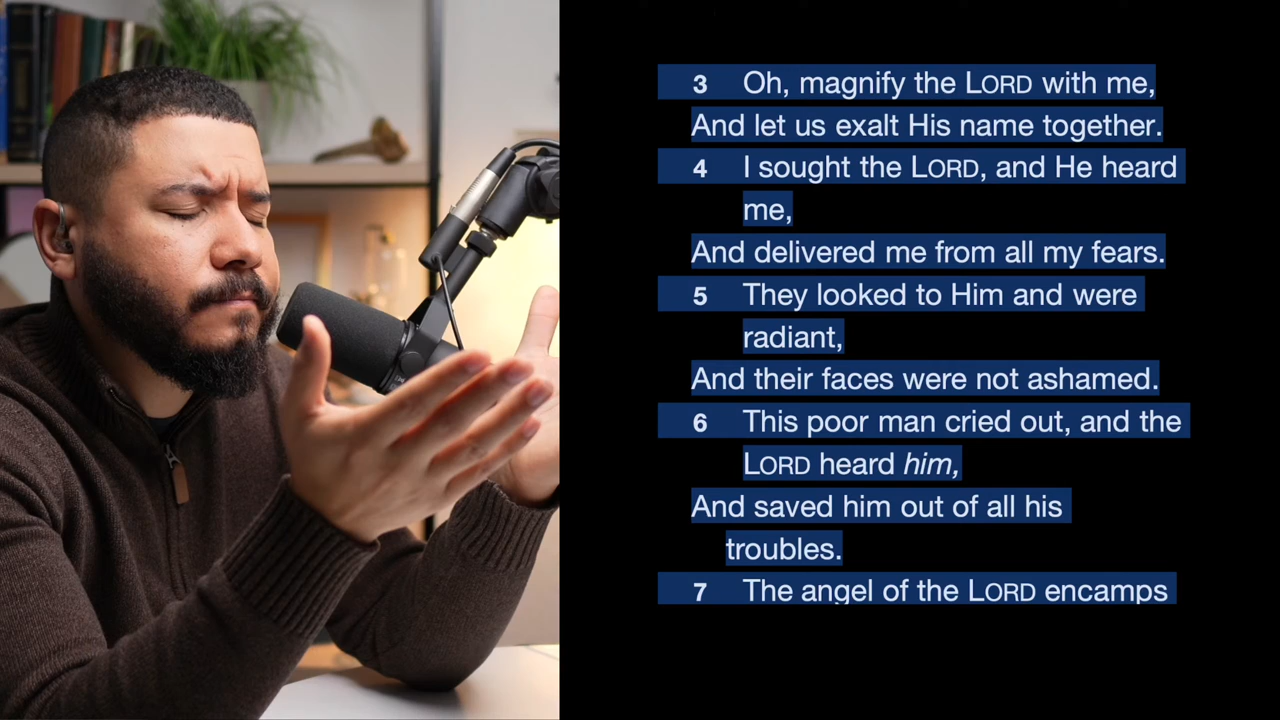 3 Oh, magnify the LORD with me,
And let us exalt His name together.
4 I sought the LORD, and He heard
me,
And delivered me from all my fears.
5 They looked to Him and were
radiant,
And their faces were not ashamed.
6 This poor man cried out, and the
LORD heard him,
And saved him out of all his
troubles.
7 The angel of the LORD encamps